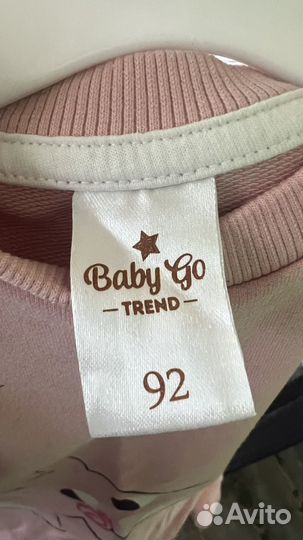 Baby Go
– TREND –
92
Avito